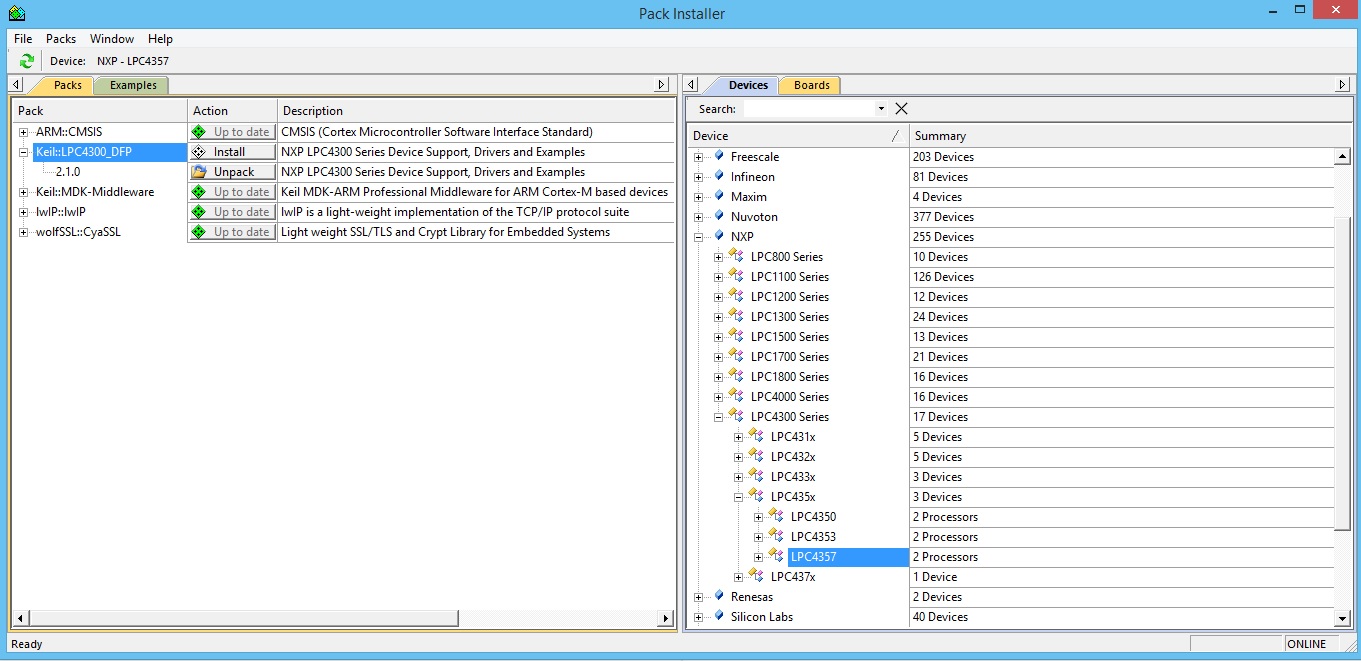 Pack Installer
File Packs Window Help
Device: NXP - LPC4357
Packs Examples
Pack Action Description
ARM::CMSIS Up to date CMSIS (Cortex Microcontroller Software Interface Standard)
Keil::LPC4300_DFP Install NXP LPC4300 Series Device Support, Drivers and Examples
2.1.0 Unpack NXP LPC4300 Series Device Support, Drivers and Examples
Keil::MDK-Middleware Up to date Keil MDK-ARM Professional Middleware for ARM Cortex-M based devices
lwIP::lwIP Up to date lwIP is a light-weight implementation of the TCP/IP protocol suite
wolfSSL::CyaSSL Up to date Light weight SSL/TLS and Crypt Library for Embedded Systems
Devices Boards
Search:
Device Summary
Freescale 203 Devices
Infineon 81 Devices
Maxim 4 Devices
Nuvoton 377 Devices
NXP 255 Devices
LPC800 Series 10 Devices
LPC1100 Series 126 Devices
LPC1200 Series 12 Devices
LPC1300 Series 24 Devices
LPC1500 Series 13 Devices
LPC1700 Series 21 Devices
LPC1800 Series 16 Devices
LPC4000 Series 16 Devices
LPC4300 Series 17 Devices
LPC431x 5 Devices
LPC432x 5 Devices
LPC433x 3 Devices
LPC435x 3 Devices
LPC4350 2 Processors
LPC4353 2 Processors
LPC4357 2 Processors
LPC437x 1 Device
Renesas 2 Devices
Silicon Labs 40 Devices
Ready ONLINE